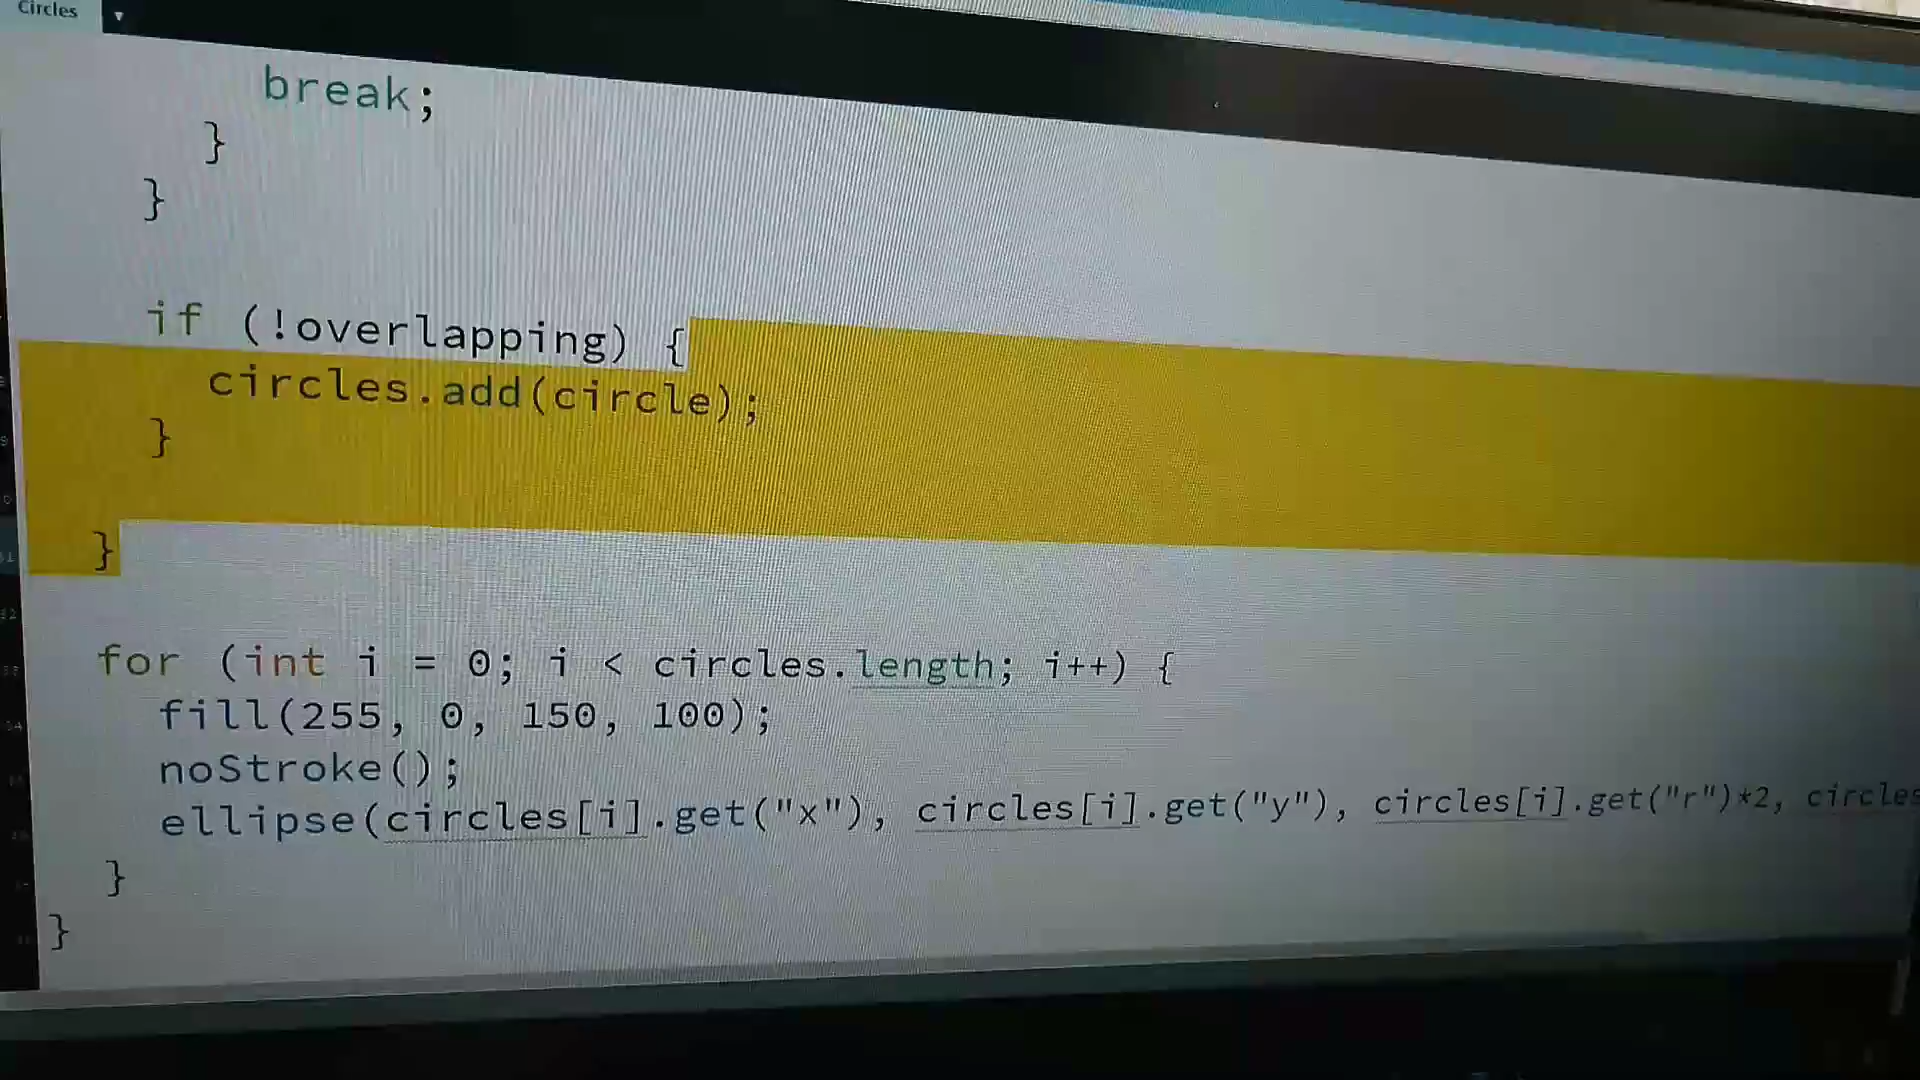 Circles
break;
}
}
if (!overlapping) {
circles.add(circle);
}
}
for (int i = 0; i < circles.length; i++) {
fill(255, 0, 150, 100);
noStroke();
ellipse(circles[i].get("x"), circles[i].get("y"), circles[i].get("r")*2, circles
}
}